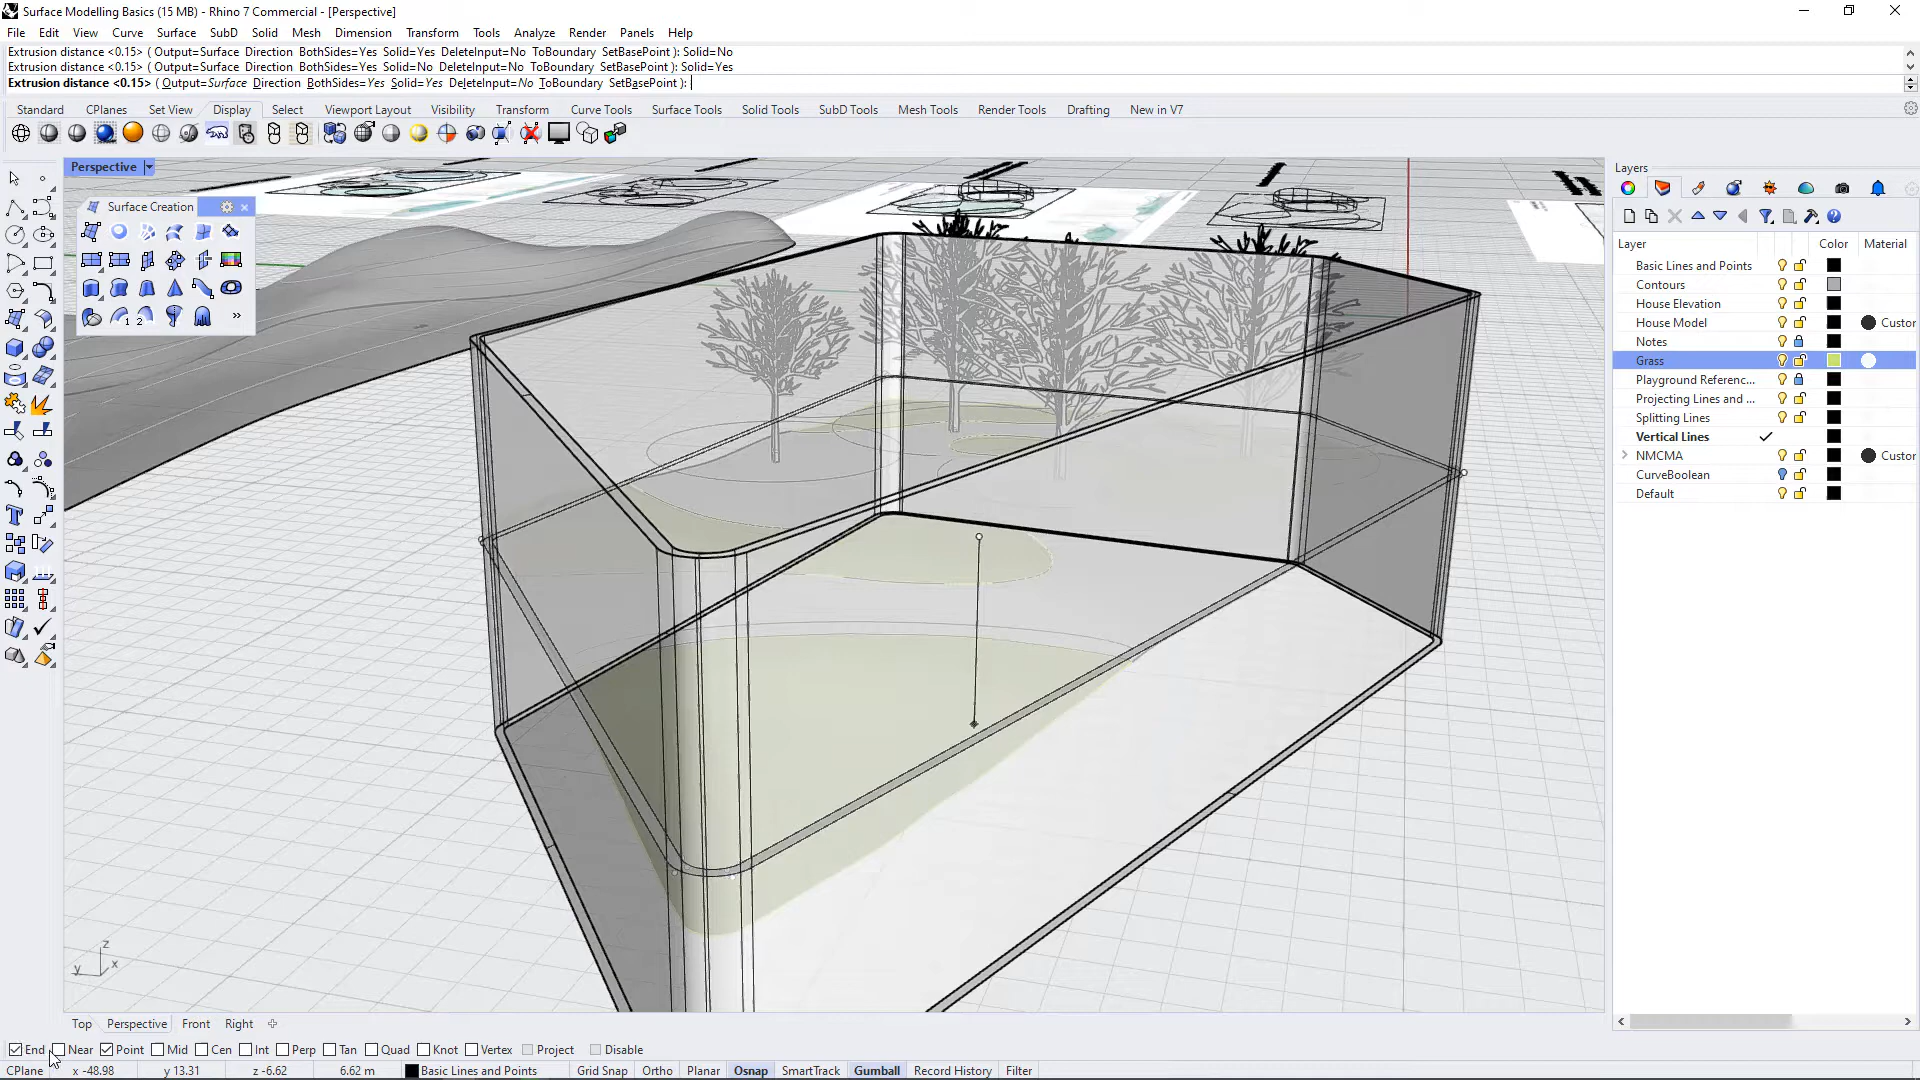 Surface Modelling Basics (15 MB) - Rhino 7 Commercial - [Perspective]
File Edit View Curve Surface SubD Solid Mesh Dimension Transform Tools Analyze Render Panels Help
Extrusion distance <0.15> ( Output=Surface Direction BothSides=Yes Solid=Yes DeleteInput=No ToBoundary SetBasePoint ): Solid=No
Extrusion distance <0.15> ( Output=Surface Direction BothSides=Yes Solid=No DeleteInput=No ToBoundary SetBasePoint ): Solid=Yes
Extrusion distance <0.15> ( Output=Surface Direction BothSides=Yes Solid=Yes DeleteInput=No ToBoundary SetBasePoint ):
Standard CPlanes Set View Display Select Viewport Layout Visibility Transform Curve Tools Surface Tools Solid Tools SubD Tools Mesh Tools Render Tools Drafting New in V7
Perspective
Surface Creation
Layers
Layer Color Material
Basic Lines and Points
Contours
House Elevation
House Model Custor
Notes
Grass
Playground Referenc...
Projecting Lines and ...
Splitting Lines
Vertical Lines
NMCMA Custor
CurveBoolean
Default
z
y x
Top Perspective Front Right
End Near Point Mid Cen Int Perp Tan Quad Knot Vertex Project Disable
CPlane x -48.98 y 13.31 z -6.62 6.62 m Basic Lines and Points Grid Snap Ortho Planar Osnap SmartTrack Gumball Record History Filter